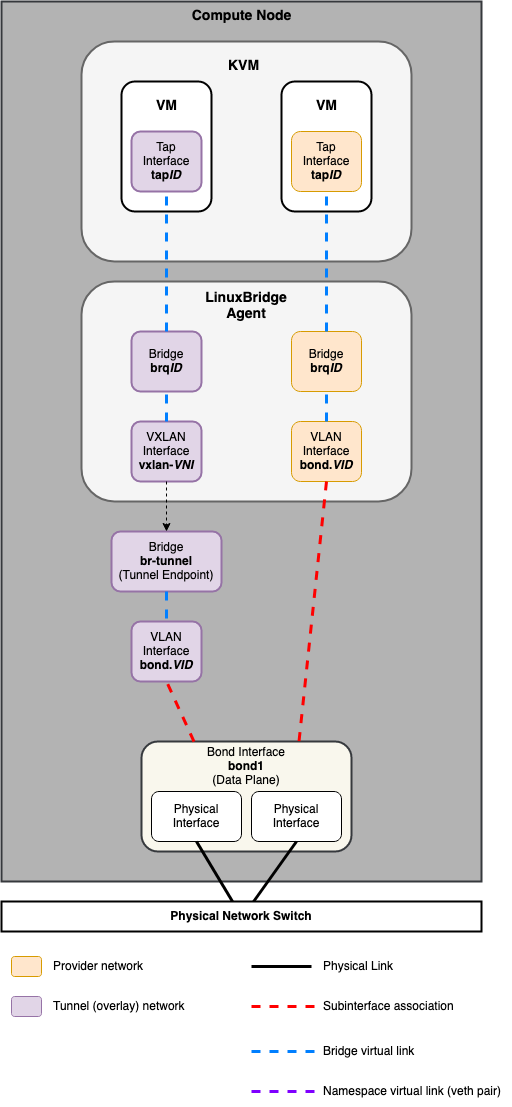 Compute Node
KVM
VM
Tap
Interface
tapID
VM
Tap
Interface
tapID
LinuxBridge
Agent
Bridge
brqID
Bridge
brqID
VXLAN
Interface
vxlan-VNI
VLAN
Interface
bond.VID
Bridge
br-tunnel
(Tunnel Endpoint)
VLAN
Interface
bond.VID
Bond Interface
bond1
(Data Plane)
Physical
Interface
Physical
Interface
Physical Network Switch
Provider network
Physical Link
Tunnel (overlay) network
Subinterface association
Bridge virtual link
Namespace virtual link (veth pair)